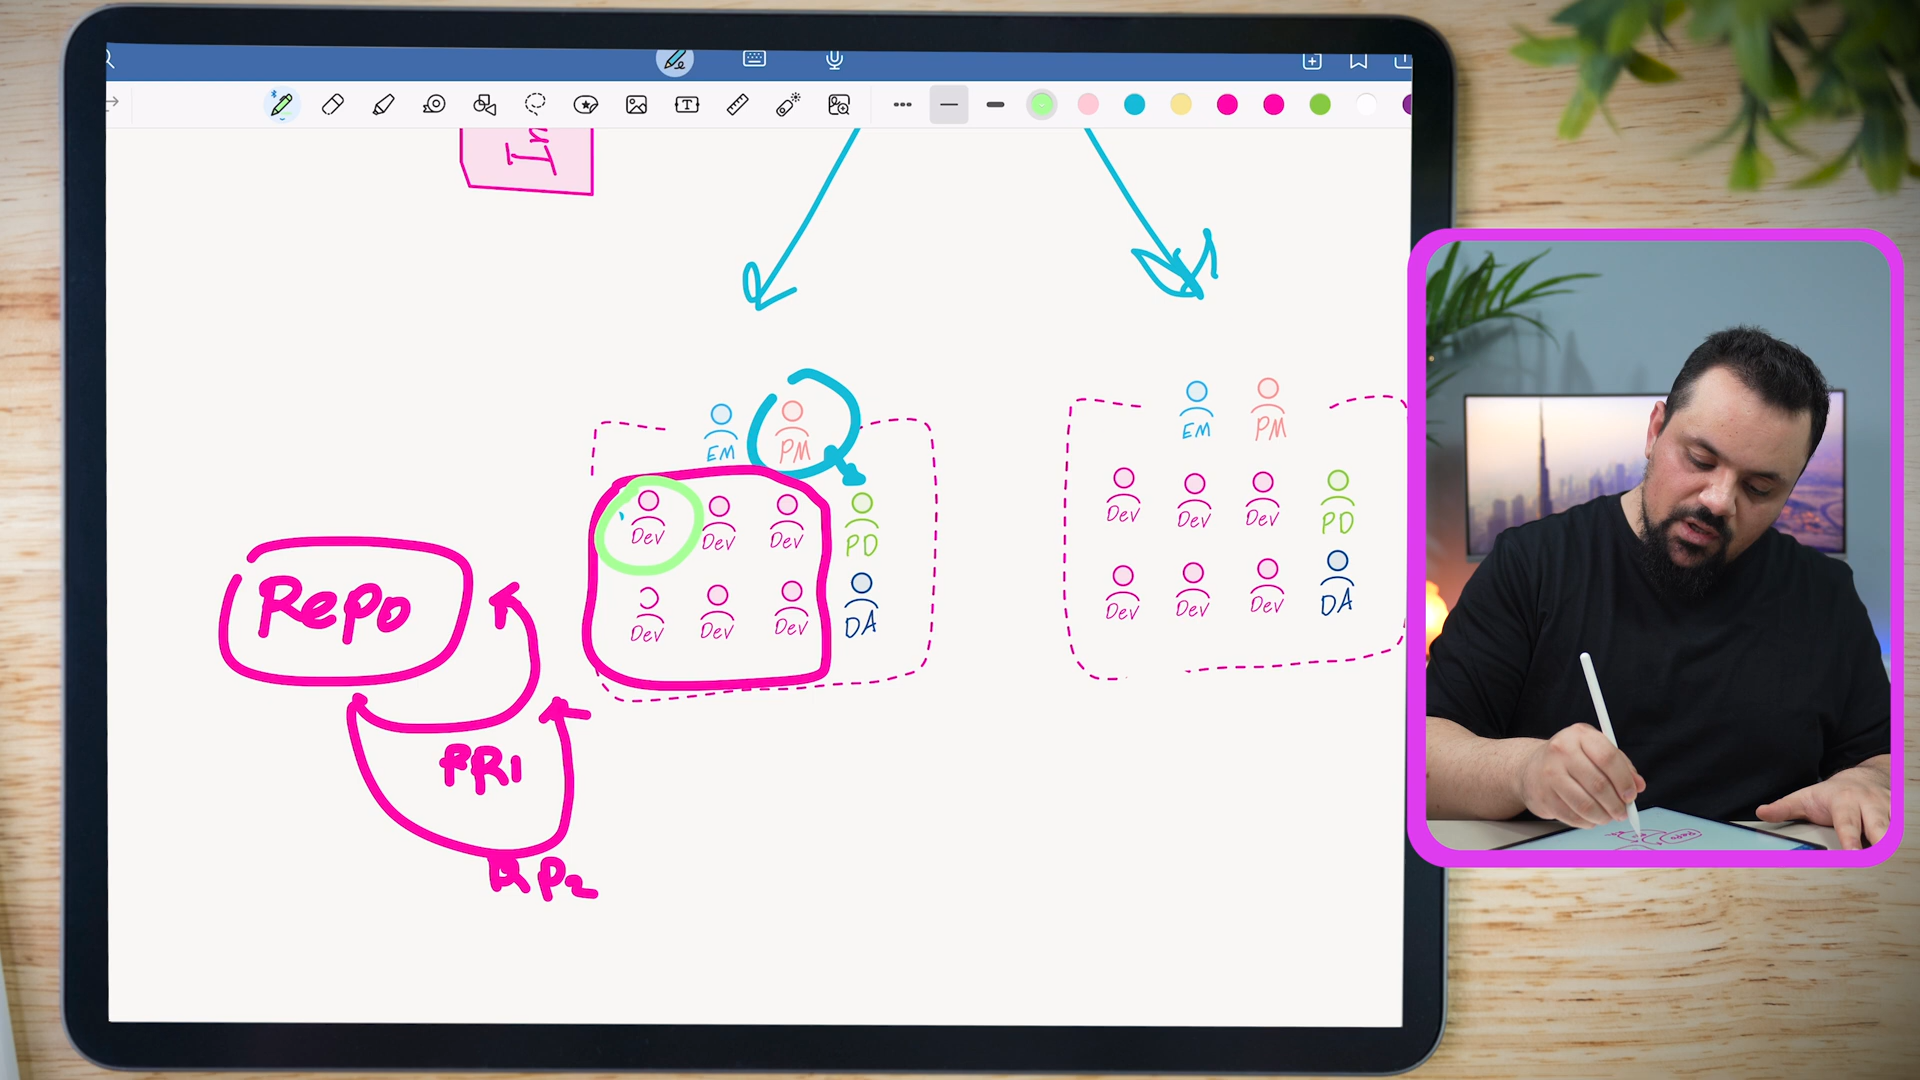 In
EM PM
EM PM
Dev Dev Dev PD
Dev Dev Dev PD
Dev Dev Dev DA
Dev Dev Dev DA
Repo
PR1
P2
T